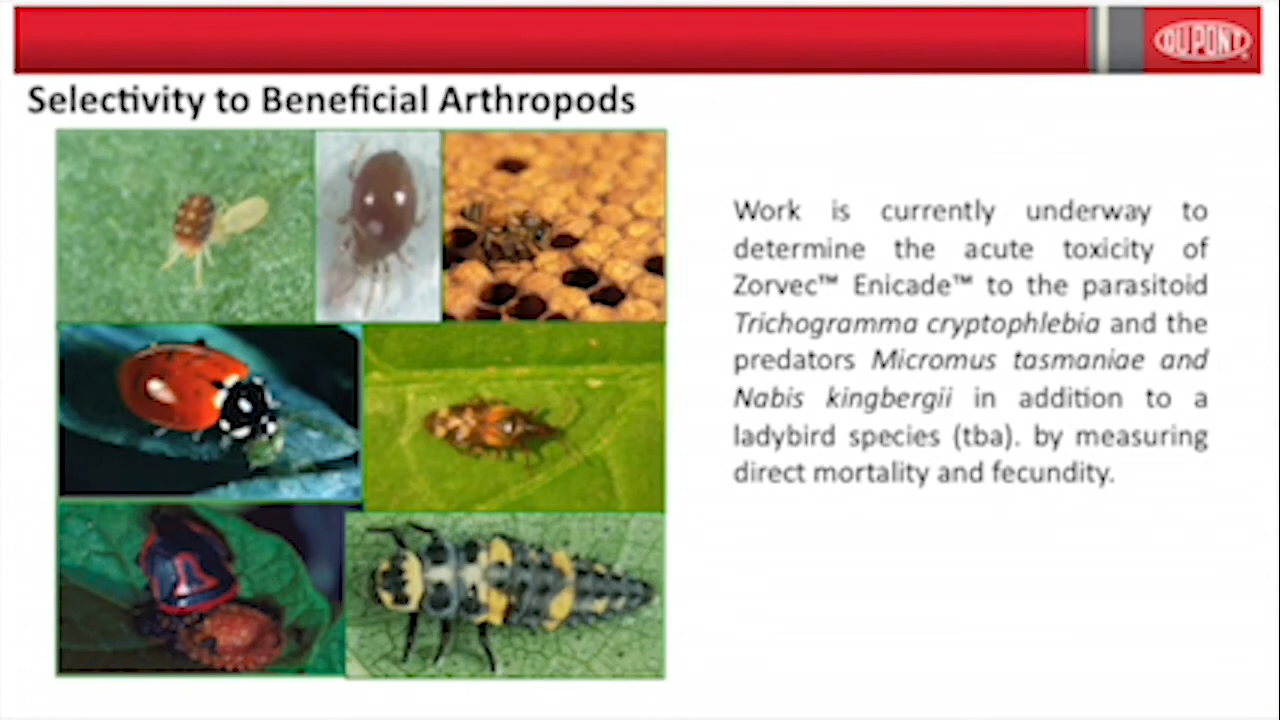 DUPONT
Selectivity to Beneficial Arthropods
Work is currently underway to
determine the acute toxicity of
Zorvec™ Enicade™ to the parasitoid
Trichogramma cryptophlebia and the
predators Micromus tasmaniae and
Nabis kingbergii in addition to a
ladybird species (tba). by measuring
direct mortality and fecundity.